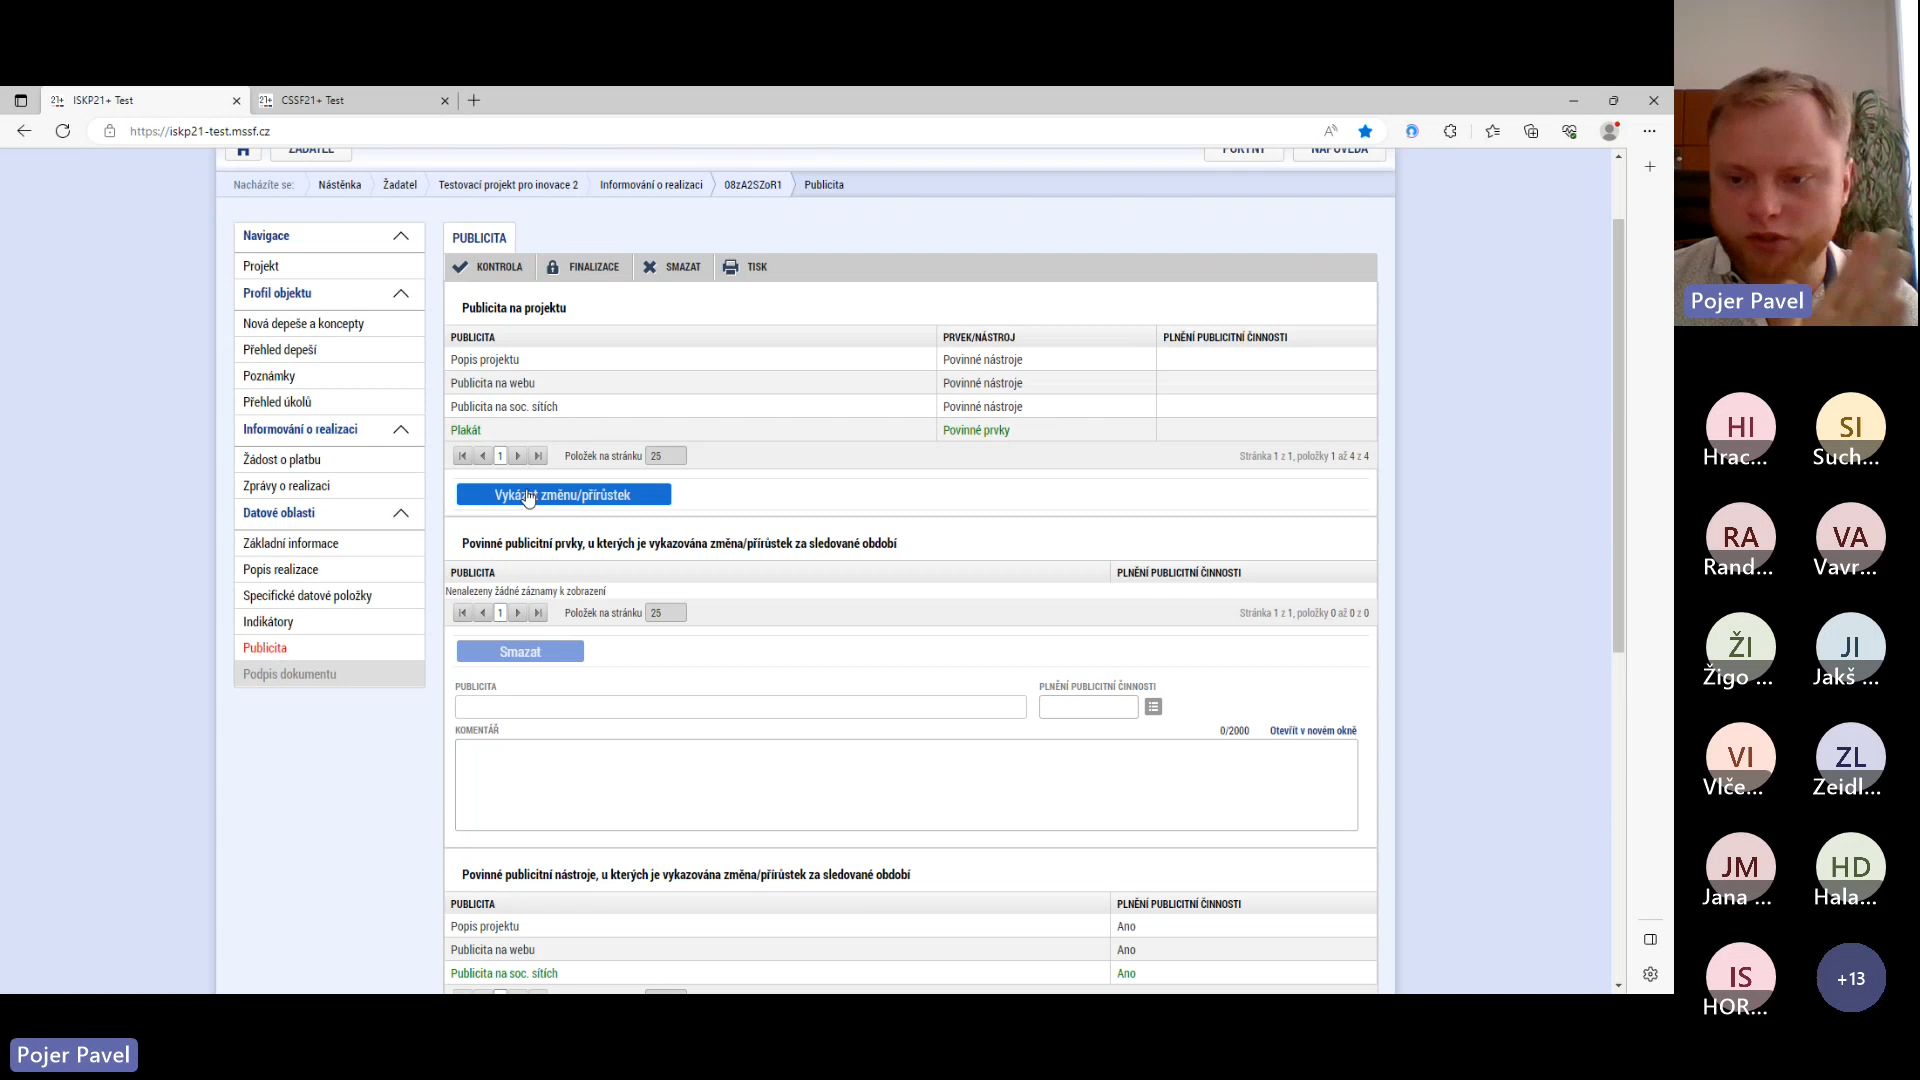 ISKP21+ Test
CSSF21+ Test
https://iskp21-test.mssf.cz
ŽADATEL
POKYNY
NÁPOVĚDA
Nacházíte se: Nástěnka Žadatel Testovací projekt pro inovace 2 Informování o realizaci 08zA2SZoR1 Publicita
Navigace
Projekt
Profil objektu
Nová depeše a koncepty
Přehled depeší
Poznámky
Přehled úkolů
Informování o realizaci
Žádost o platbu
Zprávy o realizaci
Datové oblasti
Základní informace
Popis realizace
Specifické datové položky
Indikátory
Publicita
Podpis dokumentu
PUBLICITA
KONTROLA FINALIZACE SMAZAT TISK
Publicita na projektu
PUBLICITA PRVEK/NÁSTROJ PLNĚNÍ PUBLICITNÍ ČINNOSTI
Popis projektu Povinné nástroje
Publicita na webu Povinné nástroje
Publicita na soc. sítích Povinné nástroje
Plakát Povinné prvky
1 Položek na stránku 25 Stránka 1 z 1, položky 1 až 4 z 4
Vykázat změnu/přírůstek
Povinné publicitní prvky, u kterých je vykazována změna/přírůstek za sledované období
PUBLICITA PLNĚNÍ PUBLICITNÍ ČINNOSTI
Nenalezeny žádné záznamy k zobrazení
1 Položek na stránku 25 Stránka 1 z 1, položky 0 až 0 z 0
Smazat
PUBLICITA PLNĚNÍ PUBLICITNÍ ČINNOSTI
KOMENTÁŘ 0/2000 Otevřít v novém okně
Povinné publicitní nástroje, u kterých je vykazována změna/přírůstek za sledované období
PUBLICITA PLNĚNÍ PUBLICITNÍ ČINNOSTI
Popis projektu Ano
Publicita na webu Ano
Publicita na soc. sítích Ano
Pojer Pavel
HI SI
Hrac... Such...
RA VA
Rand... Vavr...
ŽI JI
Žigo ... Jakš ...
VI ZL
Vlče... Zeidl...
JM HD
Jana ... Hala...
IS +13
HOR...
Pojer Pavel